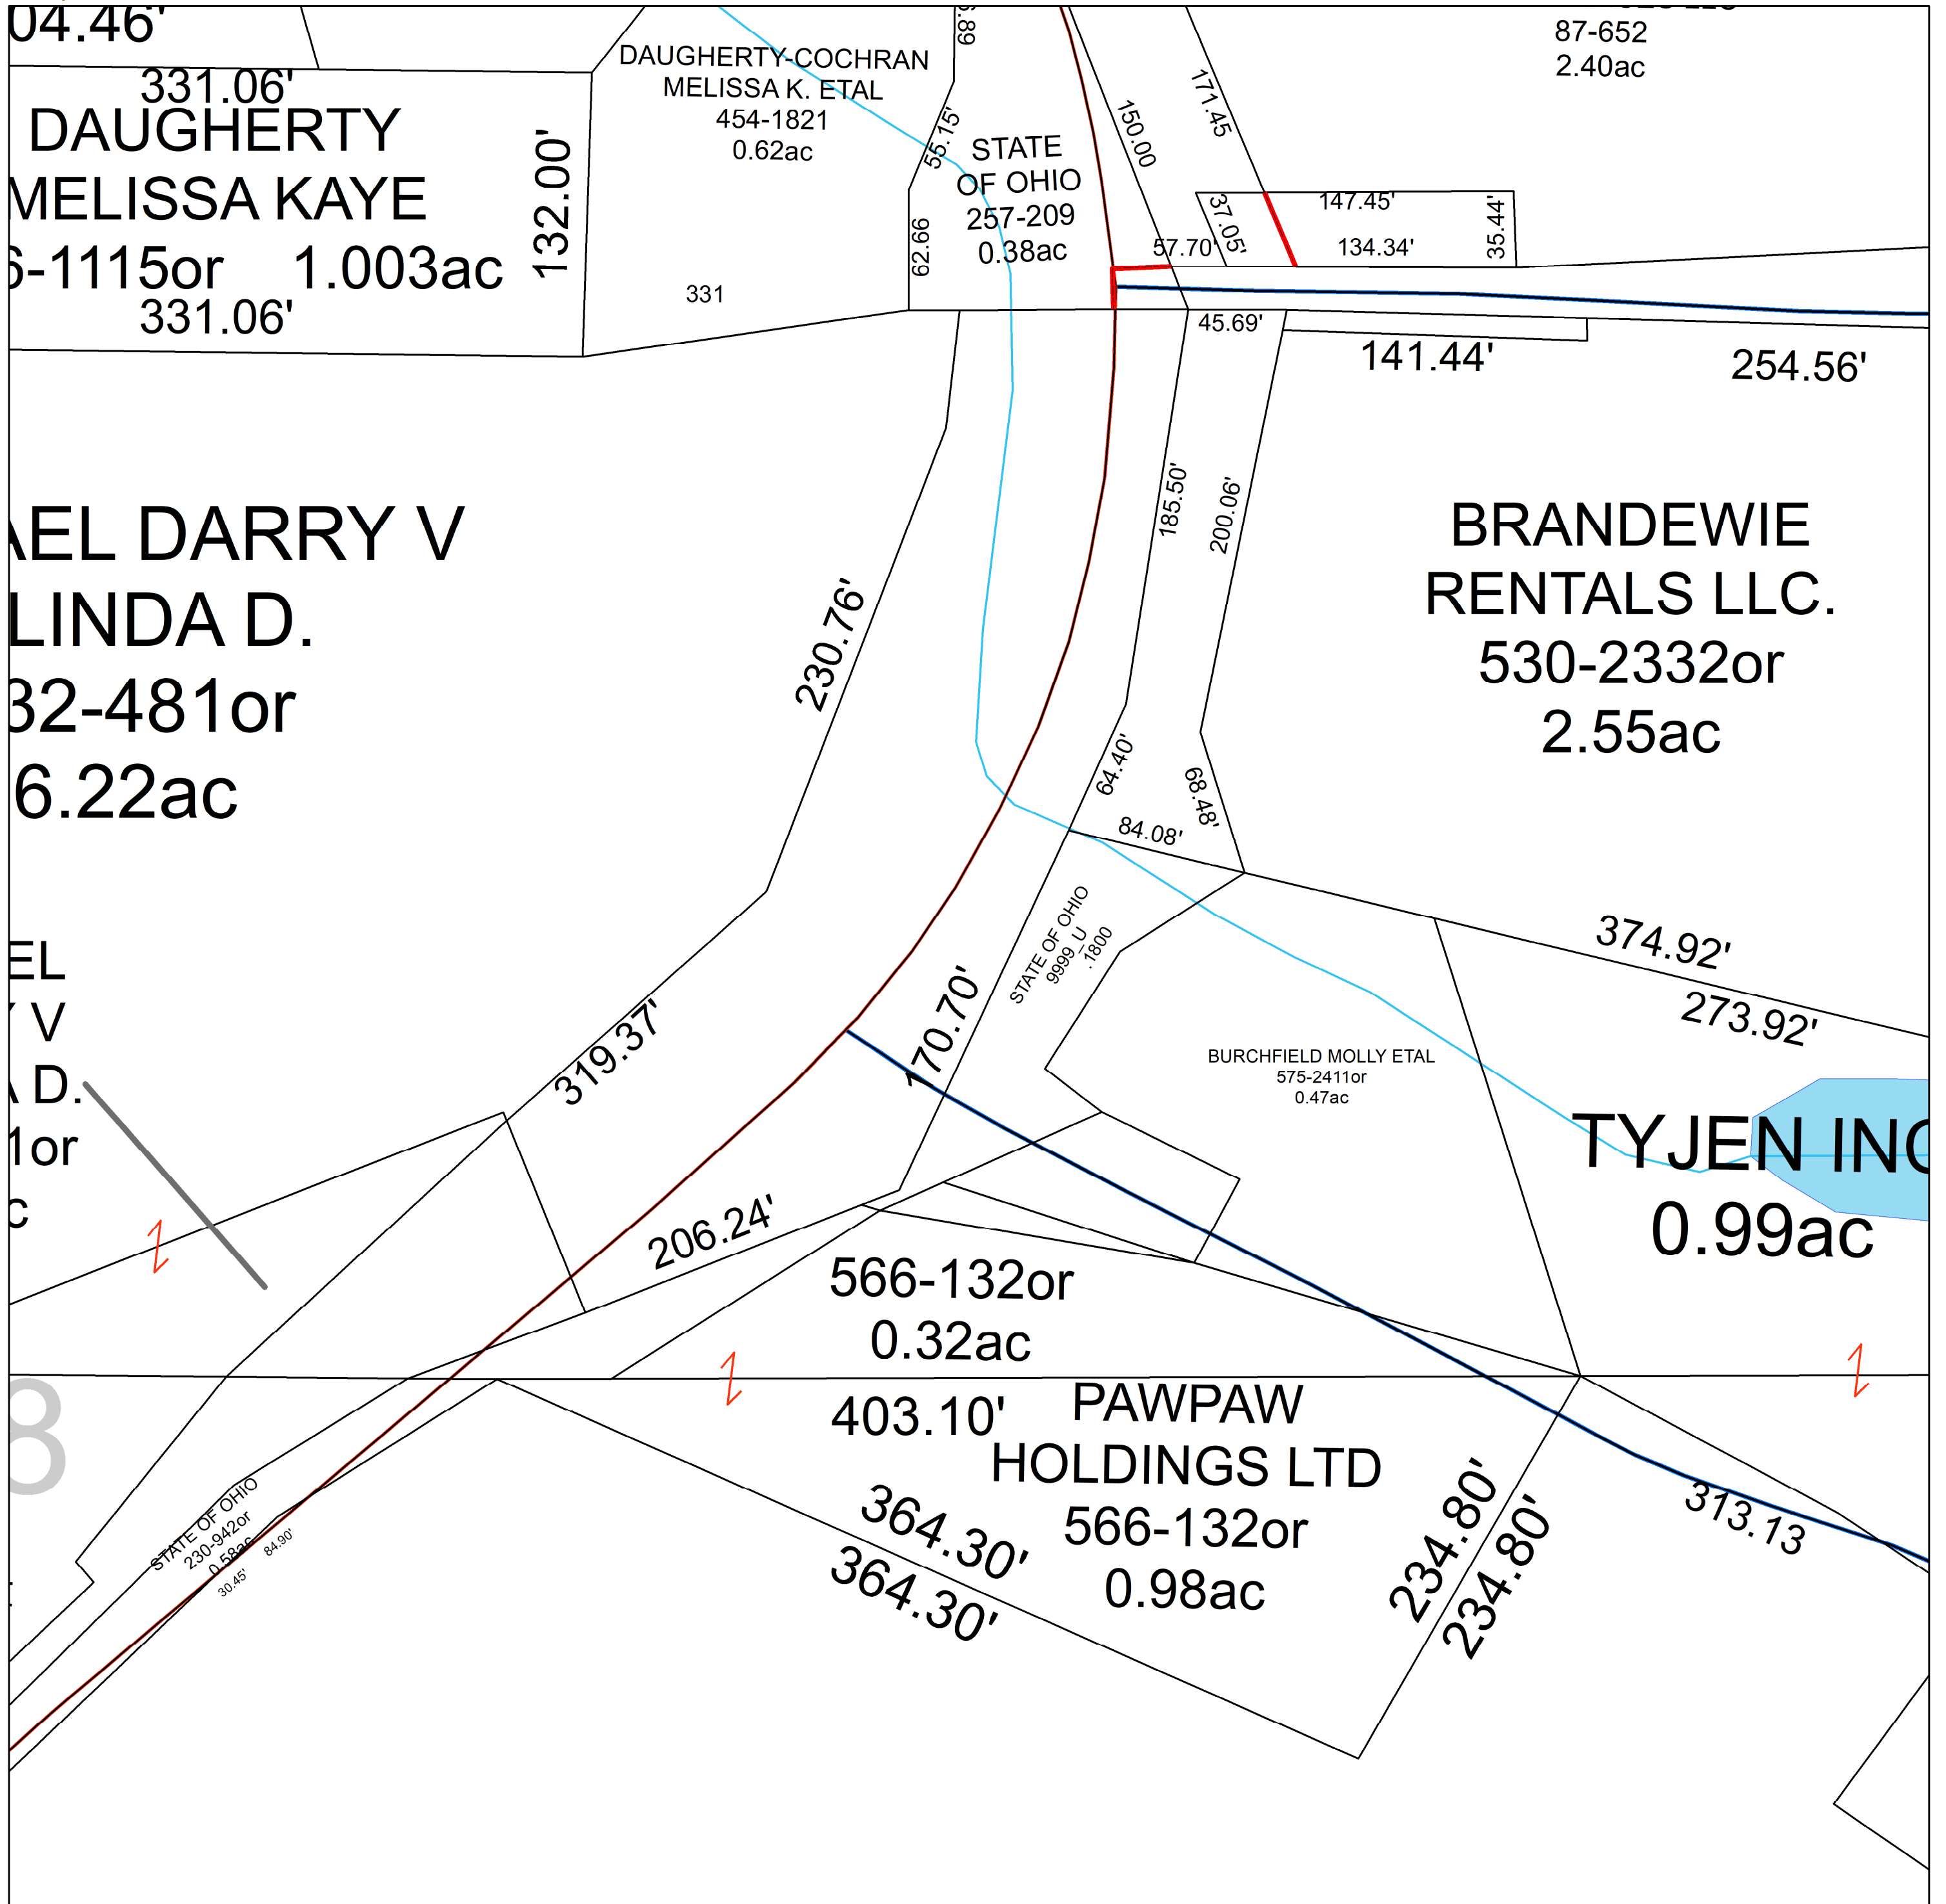 04.46'
331.06'
DAUGHERTY
MELISSA KAYE
6-1115or 1.003ac
331.06'
132.00'
DAUGHERTY-COCHRAN
MELISSA K. ETAL
454-1821
0.62ac
331
6.89
55.15'
62.66
STATE
OF OHIO
257-209
0.38ac
150.00
171.45
87-652
2.40ac
37.05'
57.70'
147.45'
134.34'
35.44'
45.69'
141.44'
254.56'
AEL DARRY V
LINDA D.
32-481or
6.22ac
230.76'
185.50'
200.06'
BRANDEWIE
RENTALS LLC.
530-2332or
2.55ac
64.40'
68.48'
84.08'
STATE OF OHIO
9999_U
.1800
374.92'
273.92'
EL
V
D.
1or
c
319.37'
170.70'
BURCHFIELD MOLLY ETAL
575-2411or
0.47ac
TYJEN INC
0.99ac
206.24'
566-132or
0.32ac
8
403.10'
PAWPAW
HOLDINGS LTD
566-132or
0.98ac
364.30'
364.30'
234.80'
234.80'
313.13
STATE OF OHIO
230-942or
0.58ac
84.90'
30.45'